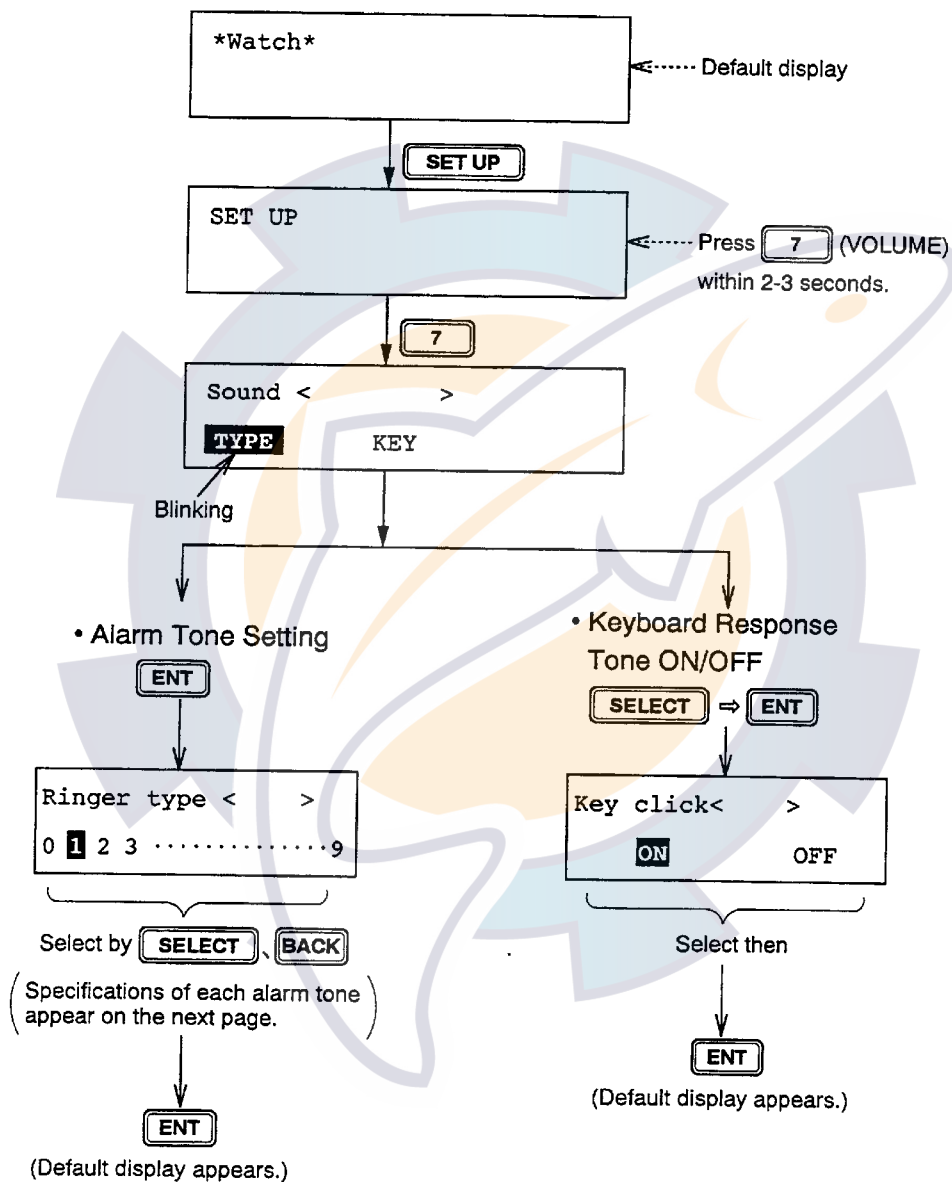 *Watch*
Default display
SET UP
SET UP
Press 7 (VOLUME)
within 2-3 seconds.
7
Sound < >
TYPE KEY
Blinking
• Alarm Tone Setting
ENT
Ringer type < >
0 1 2 3 ··············9
Select by SELECT 、 BACK
(Specifications of each alarm tone
appear on the next page.)
ENT
(Default display appears.)
• Keyboard Response
Tone ON/OFF
SELECT ⇒ ENT
Key click< >
ON OFF
Select then
ENT
(Default display appears.)